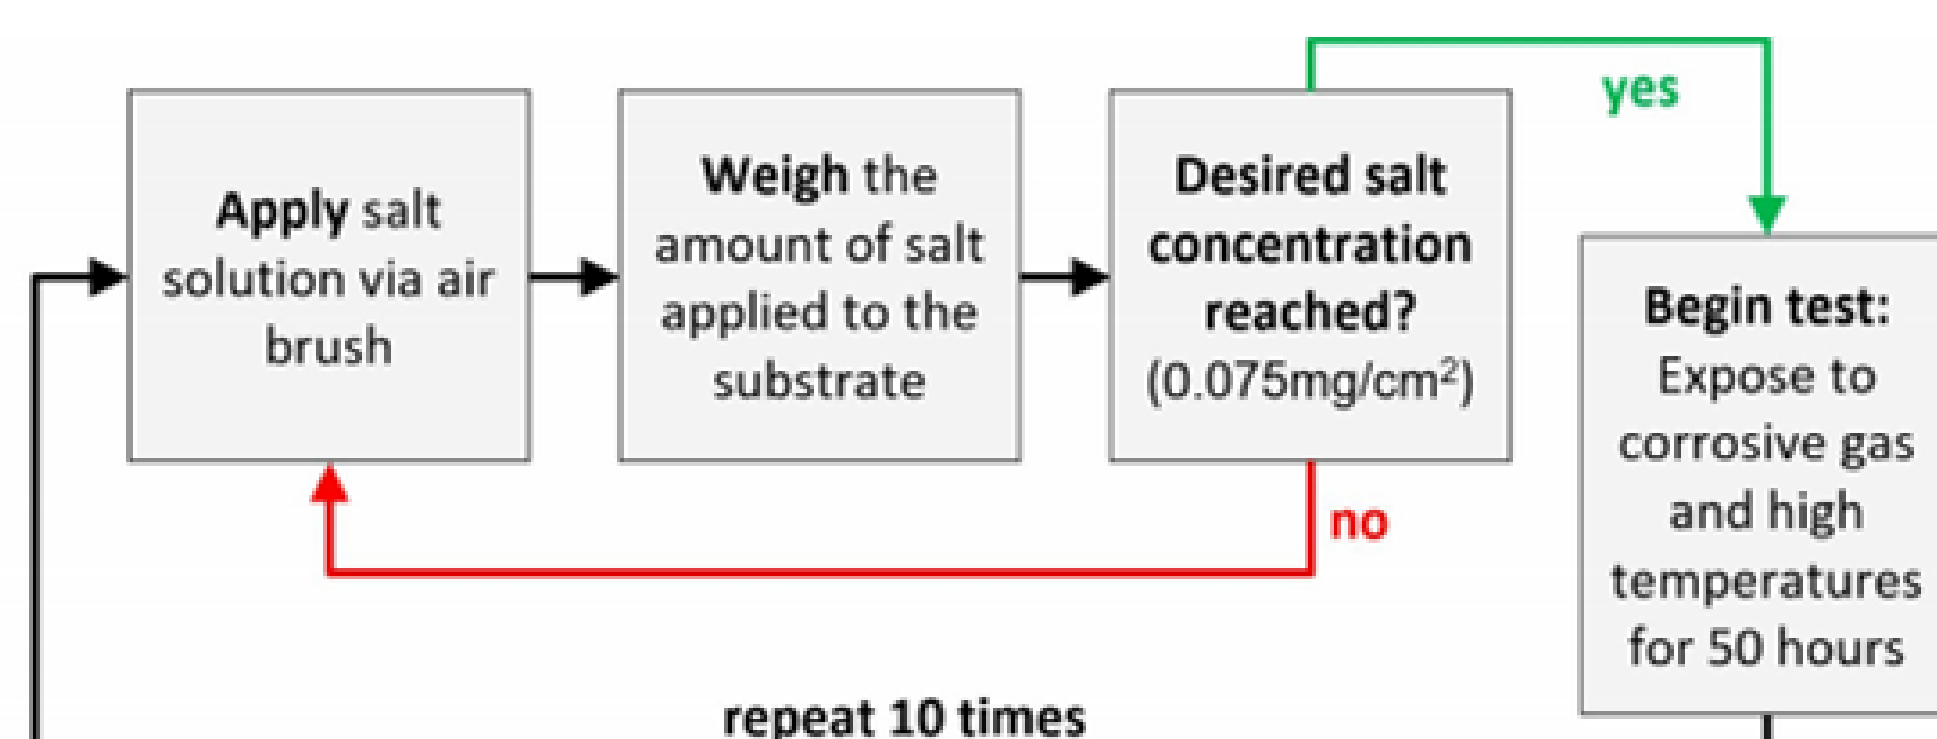 Apply salt
solution via air
brush
Weigh the
amount of salt
applied to the
substrate
Desired salt
concentration
reached?
(0.075mg/cm²)
yes
no
Begin test:
Expose to
corrosive gas
and high
temperatures
for 50 hours
repeat 10 times